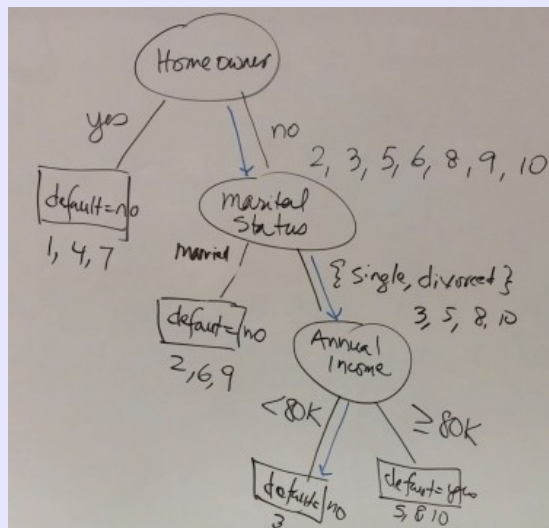 Home owner
yes
no
2, 3, 5, 6, 8, 9, 10
default=no
1, 4, 7
Marital
Status
Married
{single, divorced}
3, 5, 8, 10
default=no
2, 6, 9
Annual
Income
<80K
≥80K
default=no
3
default=yes
5, 8 10